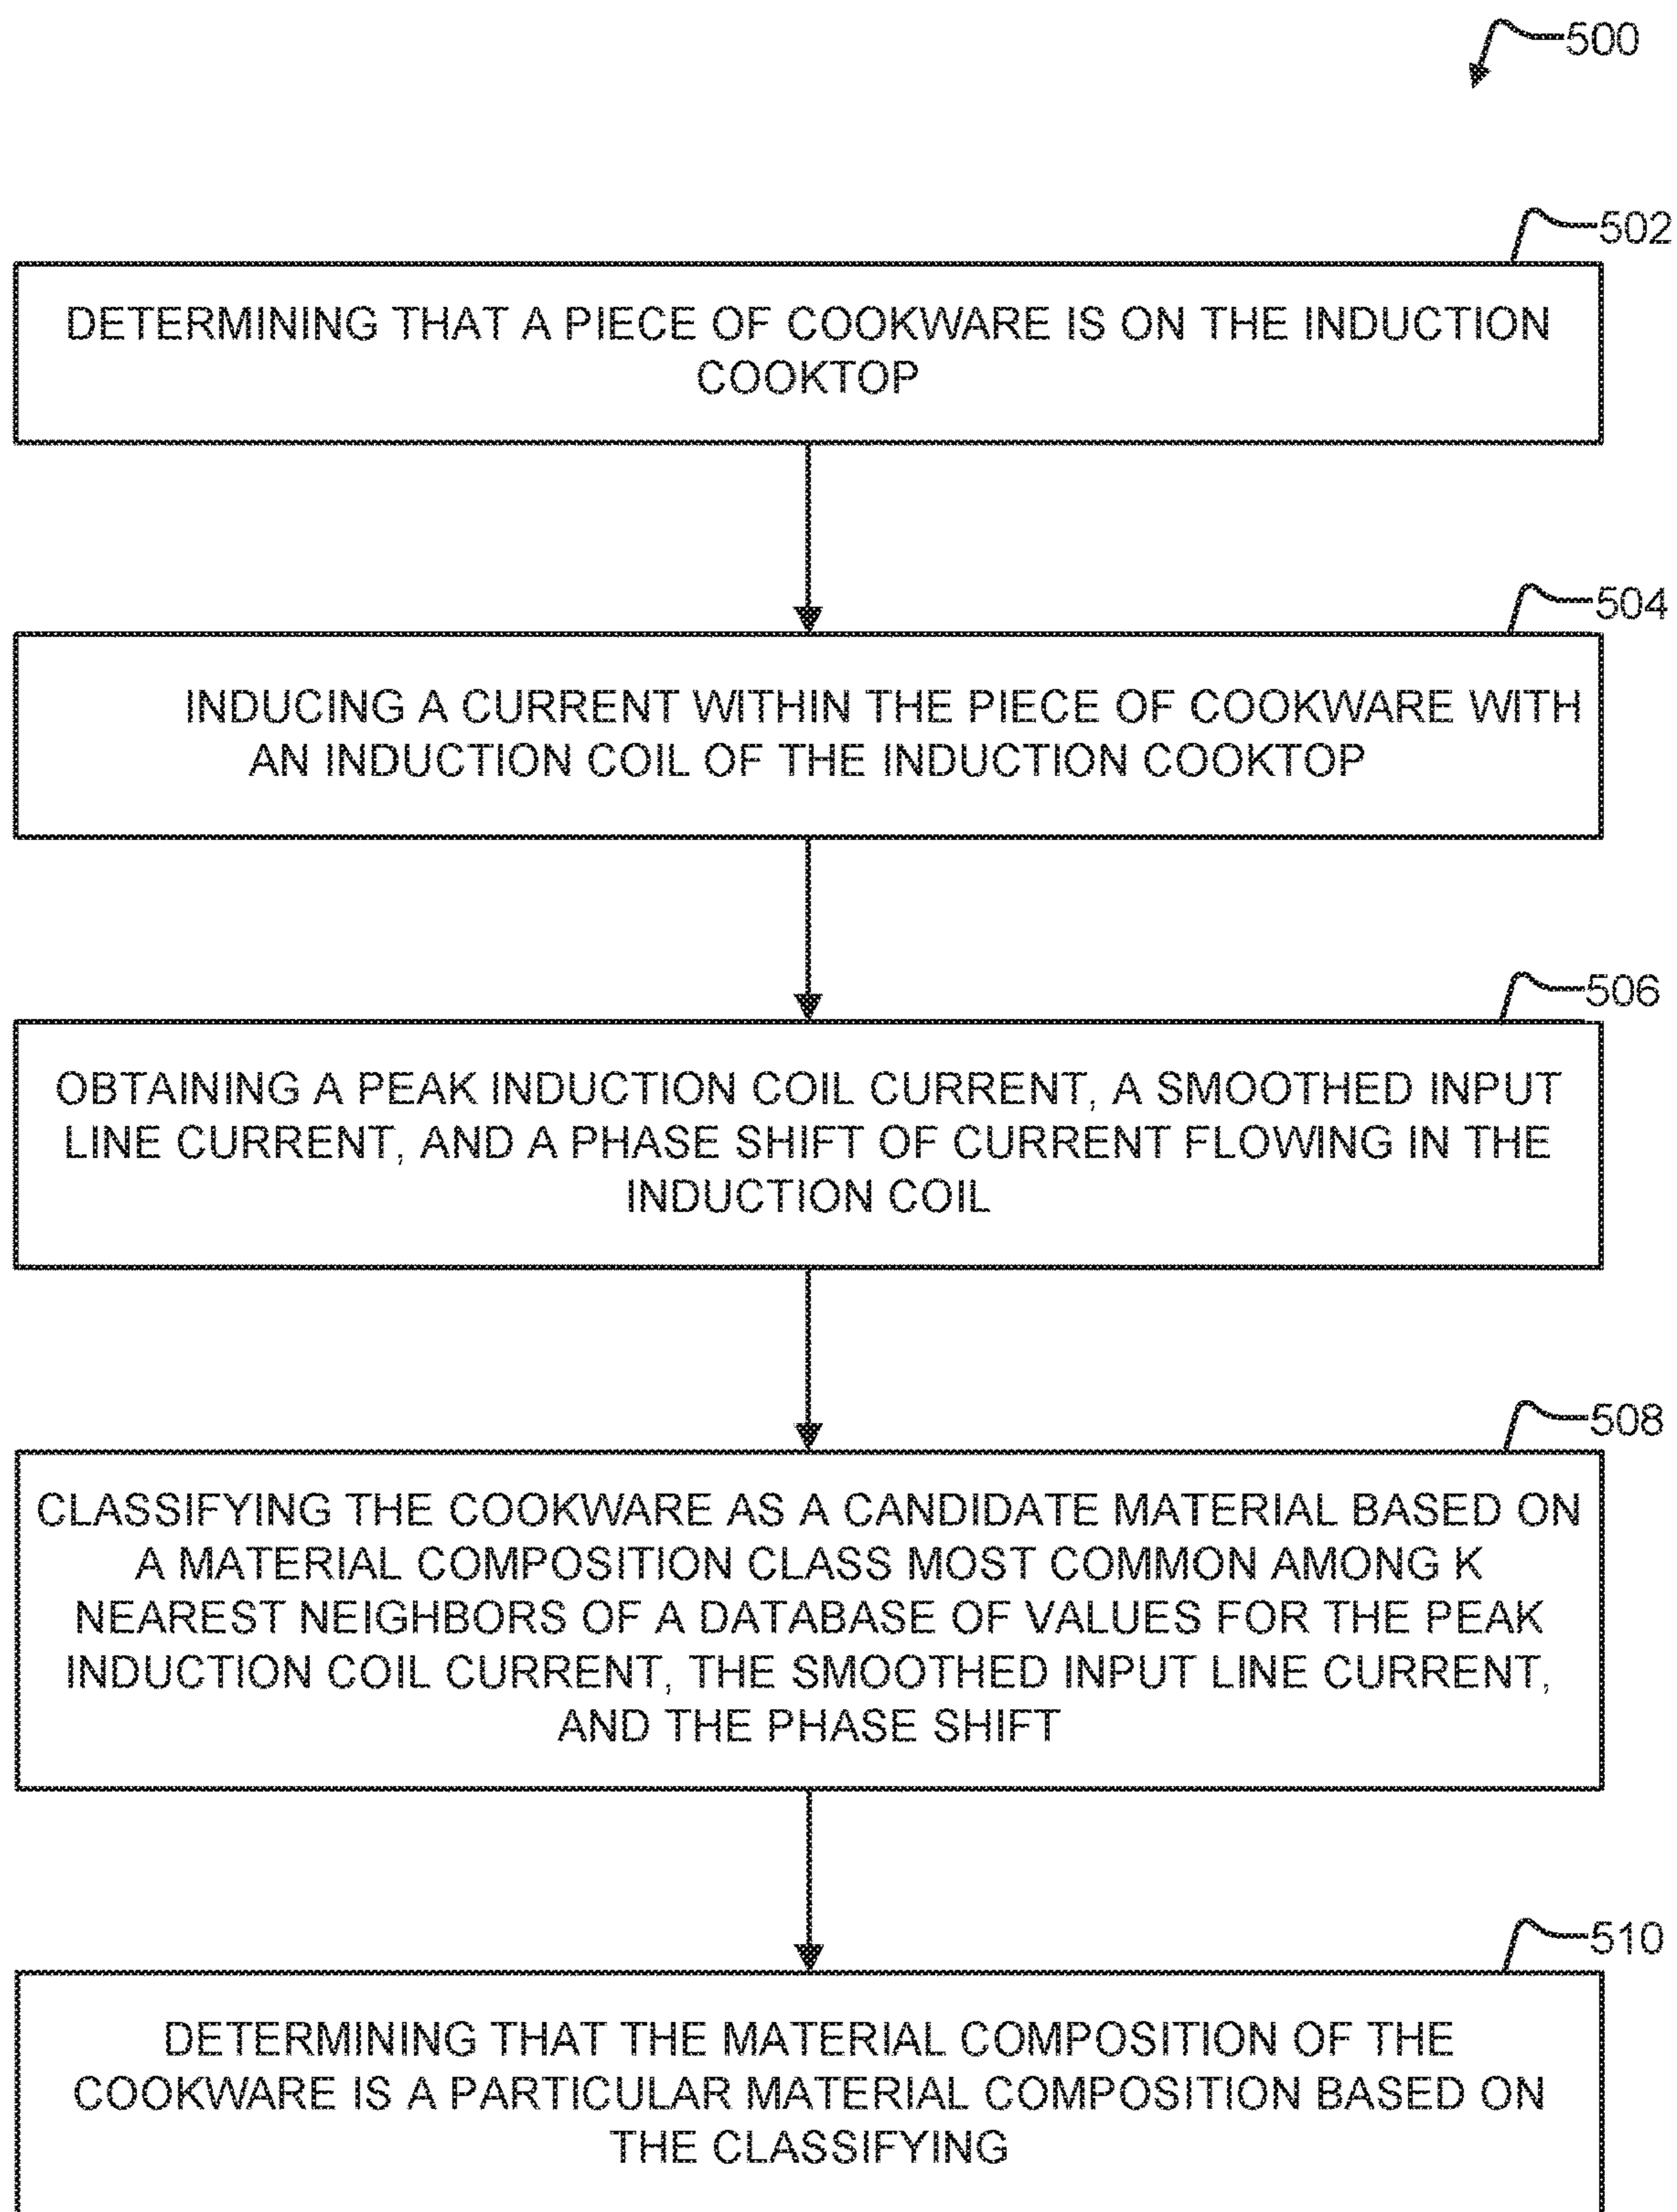 500
502
DETERMINING THAT A PIECE OF COOKWARE IS ON THE INDUCTION
COOKTOP
504
INDUCING A CURRENT WITHIN THE PIECE OF COOKWARE WITH
AN INDUCTION COIL OF THE INDUCTION COOKTOP
506
OBTAINING A PEAK INDUCTION COIL CURRENT, A SMOOTHED INPUT
LINE CURRENT, AND A PHASE SHIFT OF CURRENT FLOWING IN THE
INDUCTION COIL
508
CLASSIFYING THE COOKWARE AS A CANDIDATE MATERIAL BASED ON
A MATERIAL COMPOSITION CLASS MOST COMMON AMONG K
NEAREST NEIGHBORS OF A DATABASE OF VALUES FOR THE PEAK
INDUCTION COIL CURRENT, THE SMOOTHED INPUT LINE CURRENT,
AND THE PHASE SHIFT
510
DETERMINING THAT THE MATERIAL COMPOSITION OF THE
COOKWARE IS A PARTICULAR MATERIAL COMPOSITION BASED ON
THE CLASSIFYING